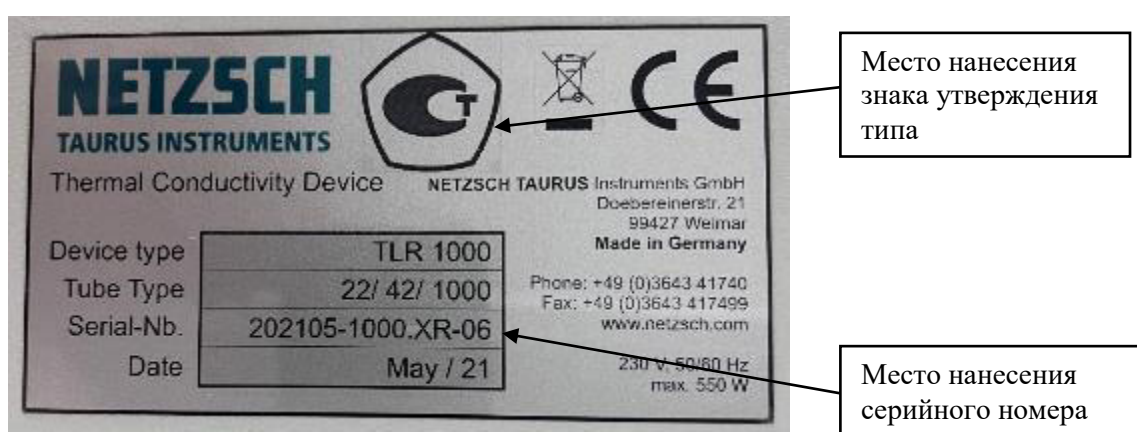 NETZSCH
TAURUS INSTRUMENTS
Thermal Conductivity Device
CT
CE
NETZSCH TAURUS Instruments GmbH
Doebereinerstr. 21
99427 Weimar
Made in Germany
Device type TLR 1000
Tube Type 22/ 42/ 1000
Serial-Nb. 202105-1000.XR-06
Date May / 21
Phone: +49 (0)3643 41740
Fax: +49 (0)3643 417499
www.netzsch.com
230 V, 50/60 Hz
max. 550 W
Место нанесения
знака утверждения
типа
Место нанесения
серийного номера